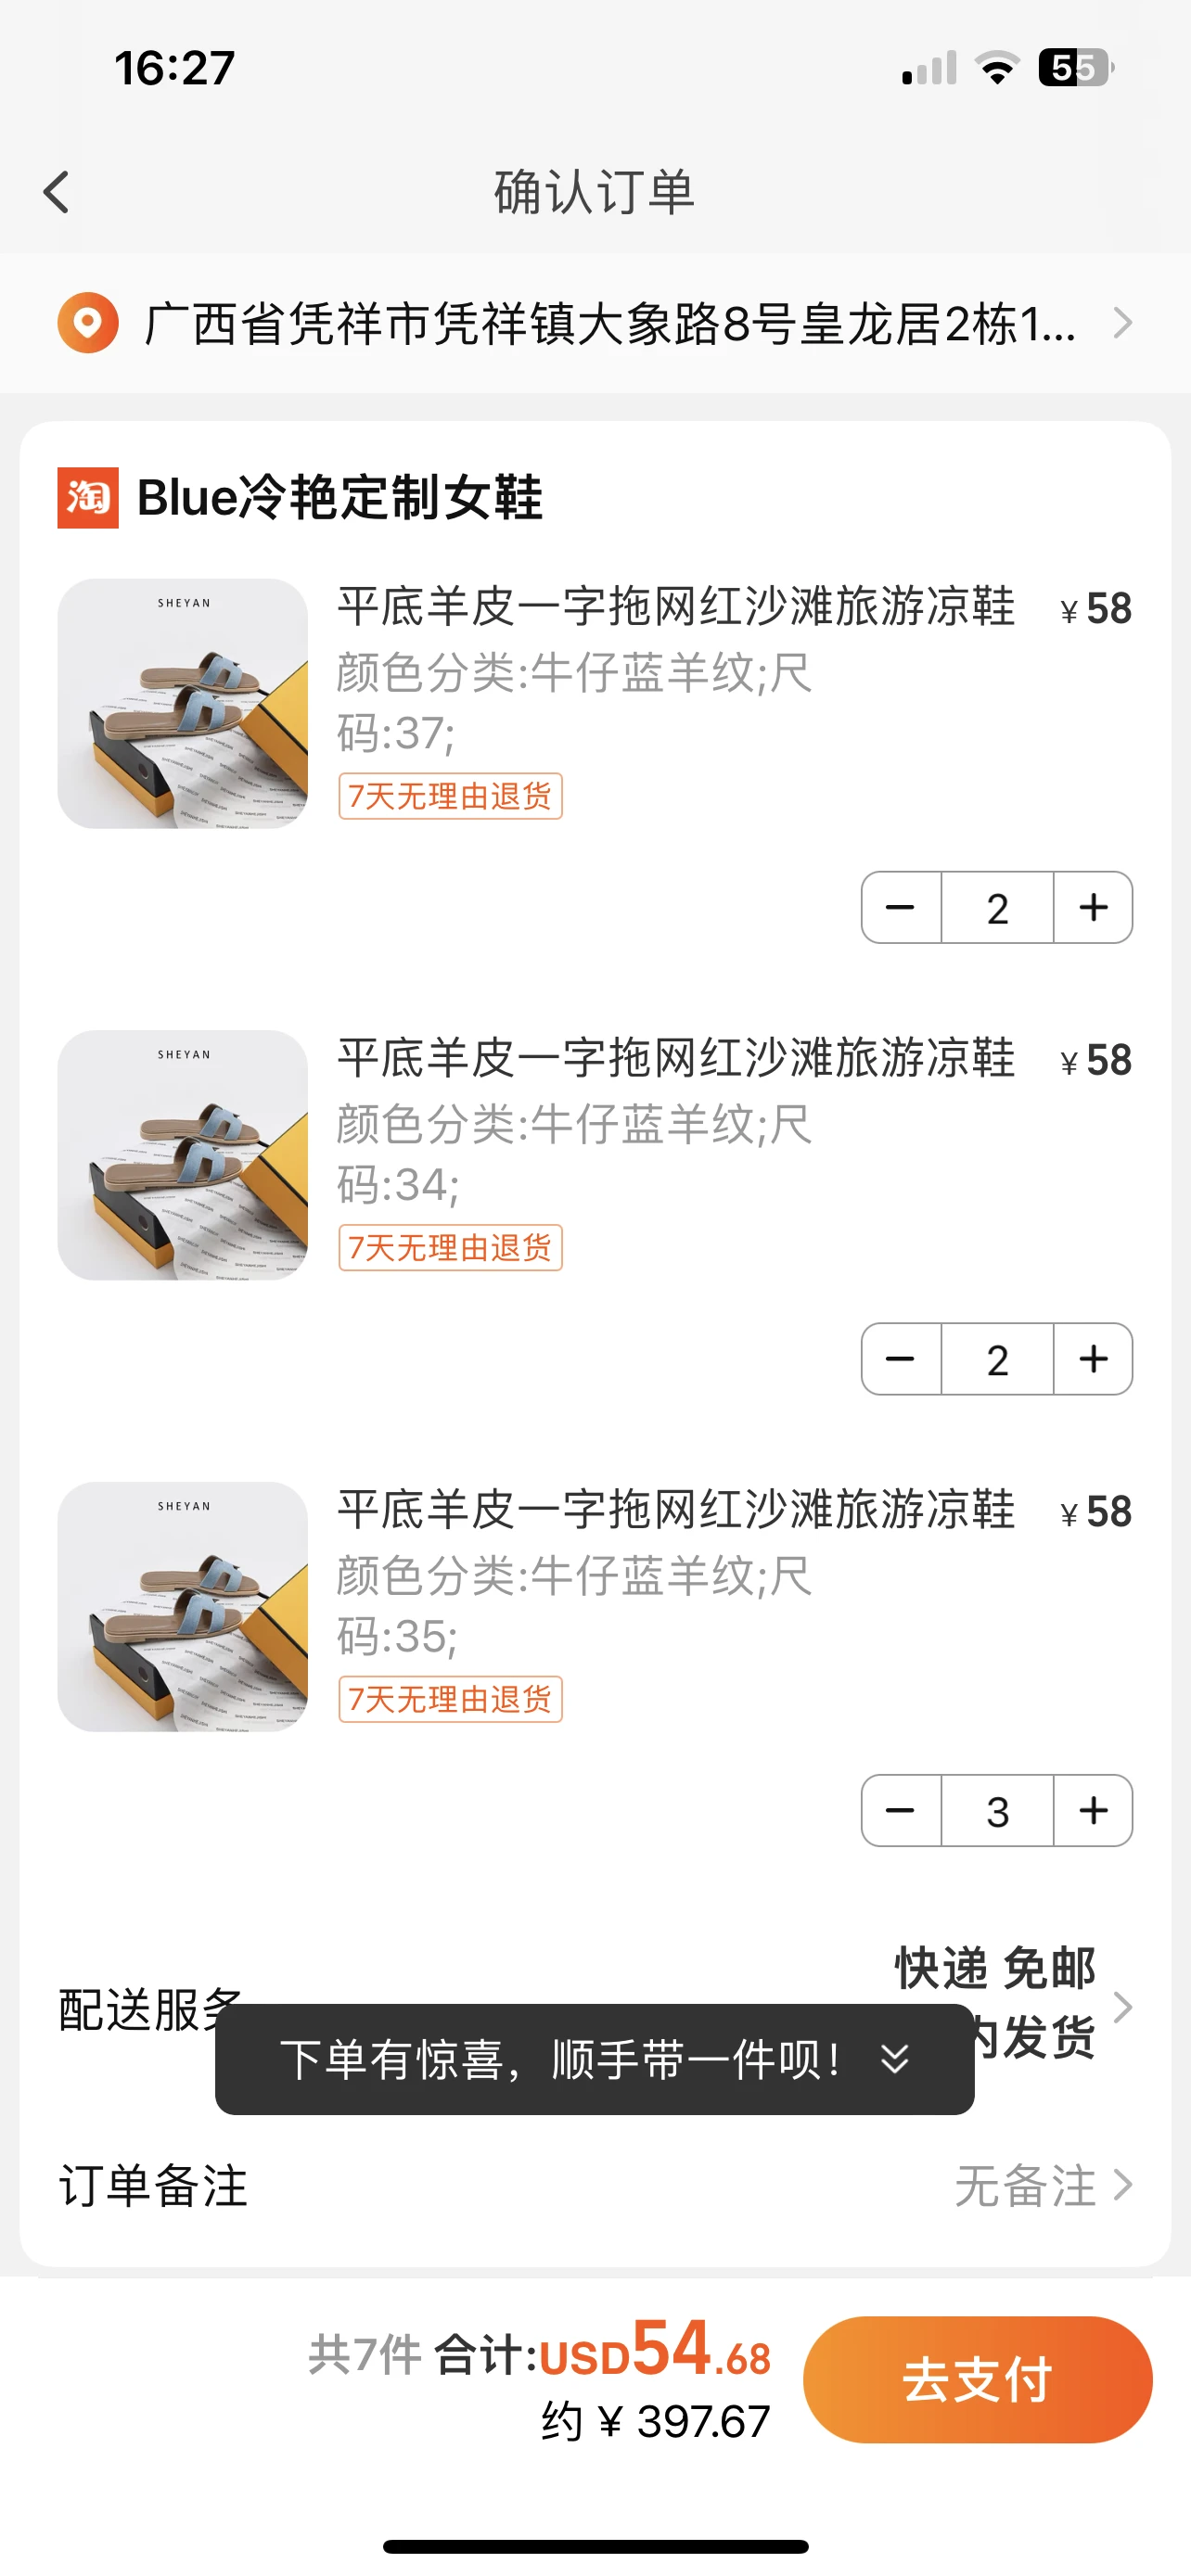 16:27
55
确认订单
广西省凭祥市凭祥镇大象路8号皇龙居2栋1...
淘 Blue冷艳定制女鞋
SHEYAN
平底羊皮一字拖网红沙滩旅游凉鞋 ¥58
颜色分类:牛仔蓝羊纹;尺
码:37;
7天无理由退货
2
SHEYAN
平底羊皮一字拖网红沙滩旅游凉鞋 ¥58
颜色分类:牛仔蓝羊纹;尺
码:34;
7天无理由退货
2
SHEYAN
平底羊皮一字拖网红沙滩旅游凉鞋 ¥58
颜色分类:牛仔蓝羊纹;尺
码:35;
7天无理由退货
3
快递 免邮
配送服务
内发货
下单有惊喜，顺手带一件呗！
订单备注 无备注
共7件 合计:USD54.68
约 ¥ 397.67
去支付